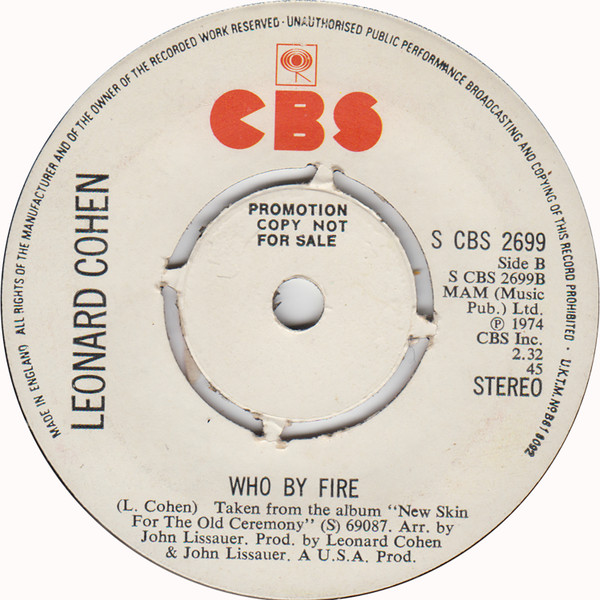 ALL RIGHTS OF THE MANUFACTURER AND OF THE OWNER OF THE RECORDED WORK RESERVED · UNAUTHORISED PUBLIC PERFORMANCE BROADCASTING AND COPYING OF THIS RECORD PROHIBITED · U.K.T.M. Nº B618092
MADE IN ENGLAND
CBS
LEONARD COHEN
PROMOTION
COPY NOT
FOR SALE
S CBS 2699
Side B
S CBS 2699B
MAM (Music
Pub.) Ltd.
℗ 1974
CBS Inc.
2.32
45
STEREO
WHO BY FIRE
(L. Cohen) Taken from the album "New Skin
For The Old Ceremony" (S) 69087. Arr. by
John Lissauer. Prod. by Leonard Cohen
& John Lissauer. A U.S.A. Prod.